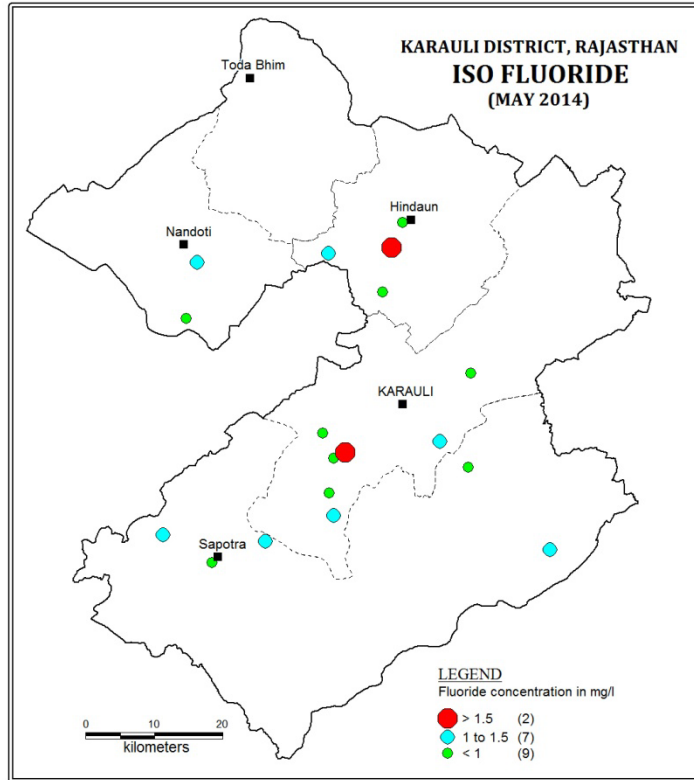 KARAULI DISTRICT, RAJASTHAN
ISO FLUORIDE
(MAY 2014)
Toda Bhim
Hindaun
Nandoti
KARAULI
Sapotra
LEGEND
Fluoride concentration in mg/l
> 1.5 (2)
1 to 1.5 (7)
< 1 (9)
0 10 20
kilometers